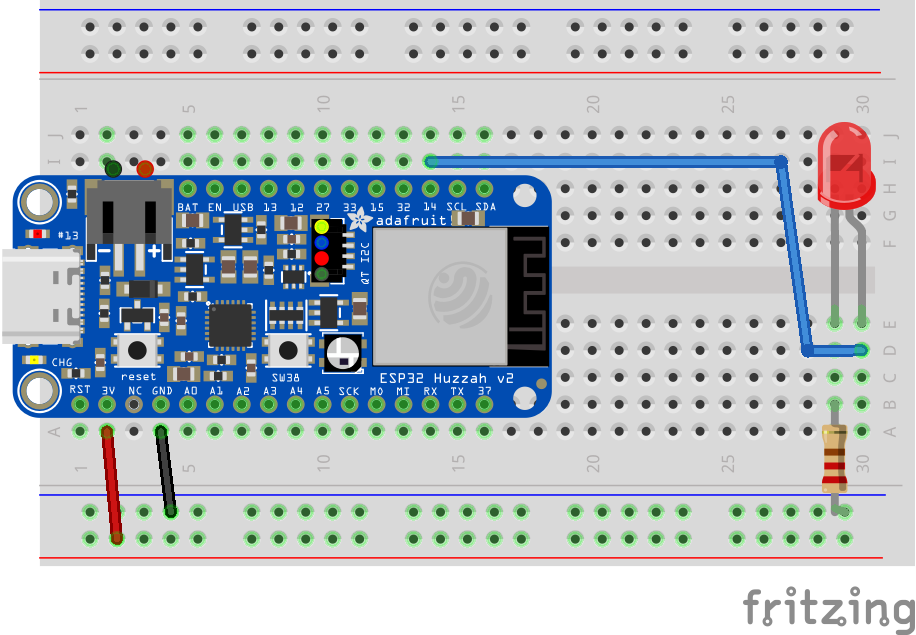 1 5 10 15 20 25 30
J J
I I
H
G
F
BAT EN USB 13 12 27 33 15 32 14 SCL SDA
#13
- +
adafruit
QT I2C
E
D
CHG
reset
SW38
ESP32 Huzzah v2
C
RST 3V NC GND A0 A1 A2 A3 A4 A5 SCK MO MI RX TX 37
B
A A
1 5 10 15 20 25 30
fritzing